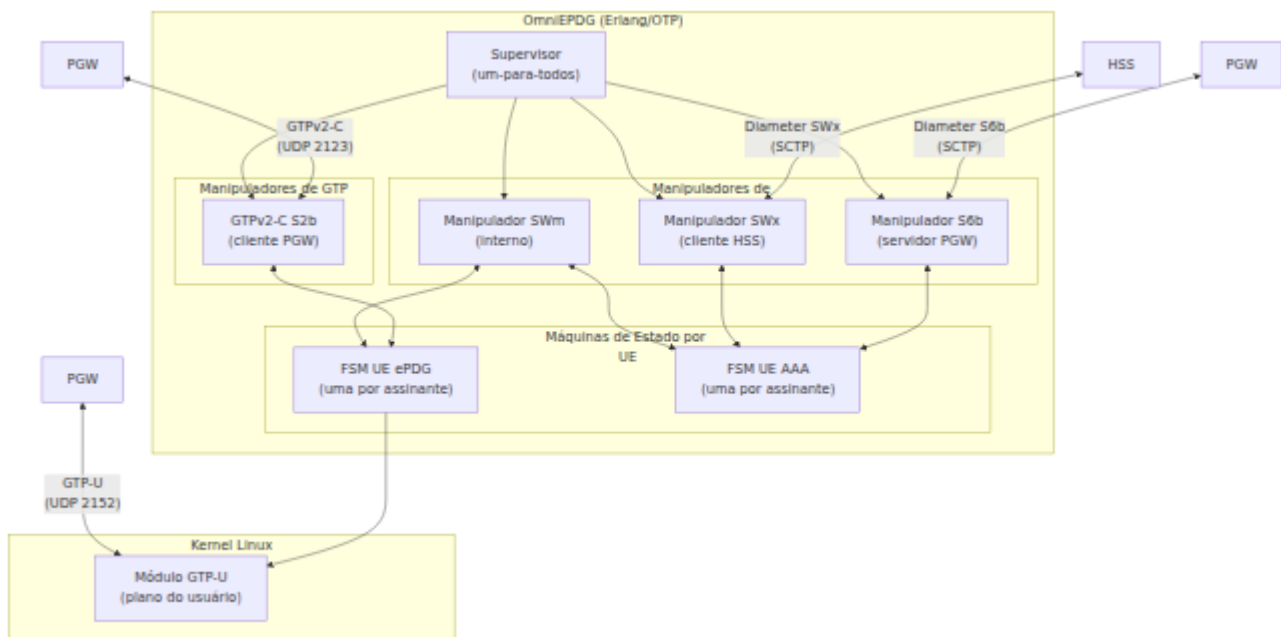 OmniEPDG (Erlang/OTP)
Supervisor
(um-para-todos)
PGW
HSS
PGW
GTPv2-C
(UDP 2123)
Diameter SWx
(SCTP)
Diameter S6b
(SCTP)
Manipuladores de GTP
GTPv2-C S2b
(cliente PGW)
Manipuladores de
Manipulador SWm
(interno)
Manipulador SWx
(cliente HSS)
Manipulador S6b
(servidor PGW)
Máquinas de Estado por
UE
FSM UE ePDG
(uma por assinante)
FSM UE AAA
(uma por assinante)
PGW
GTP-U
(UDP 2152)
Kernel Linux
Módulo GTP-U
(plano do usuário)